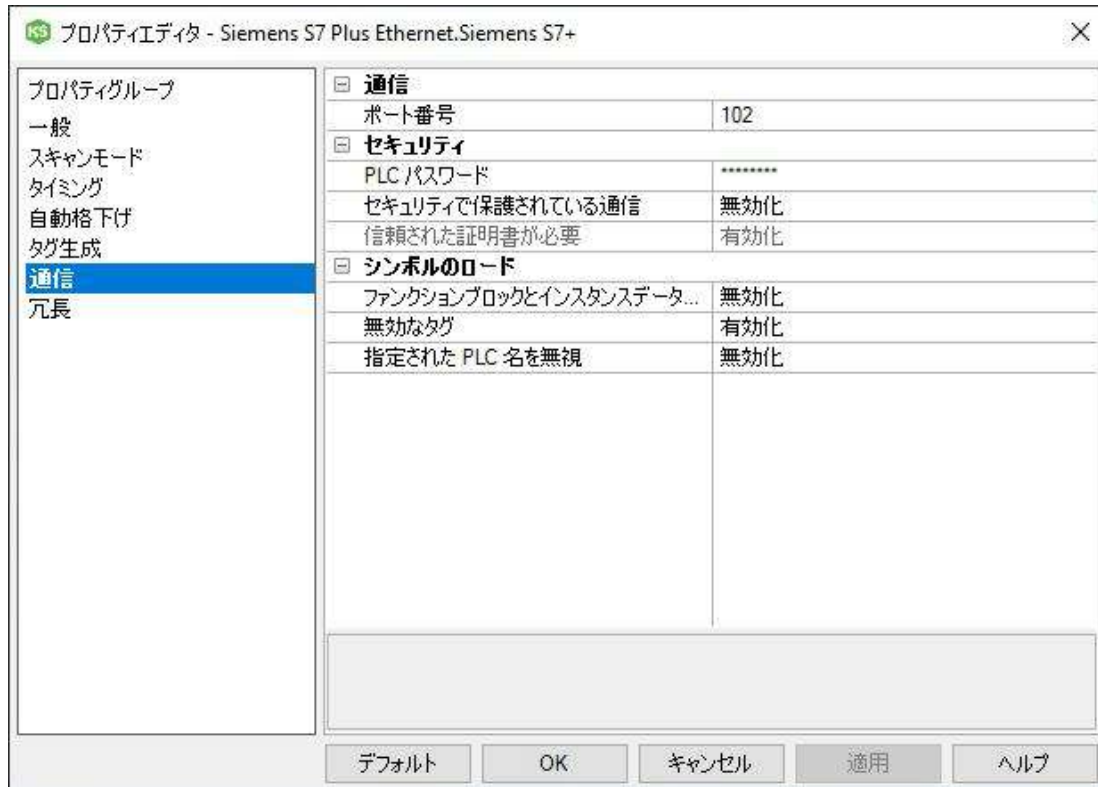 KS プロパティエディタ - Siemens S7 Plus Ethernet.Siemens S7+
プロパティグループ
一般
スキャンモード
タイミング
自動格下げ
タグ生成
通信
冗長
通信
ポート番号 102
セキュリティ
PLC パスワード ********
セキュリティで保護されている通信 無効化
信頼された証明書が必要 有効化
シンボルのロード
ファンクションブロックとインスタンスデータ... 無効化
無効なタグ 有効化
指定された PLC 名を無視 無効化
デフォルト OK キャンセル 適用 ヘルプ